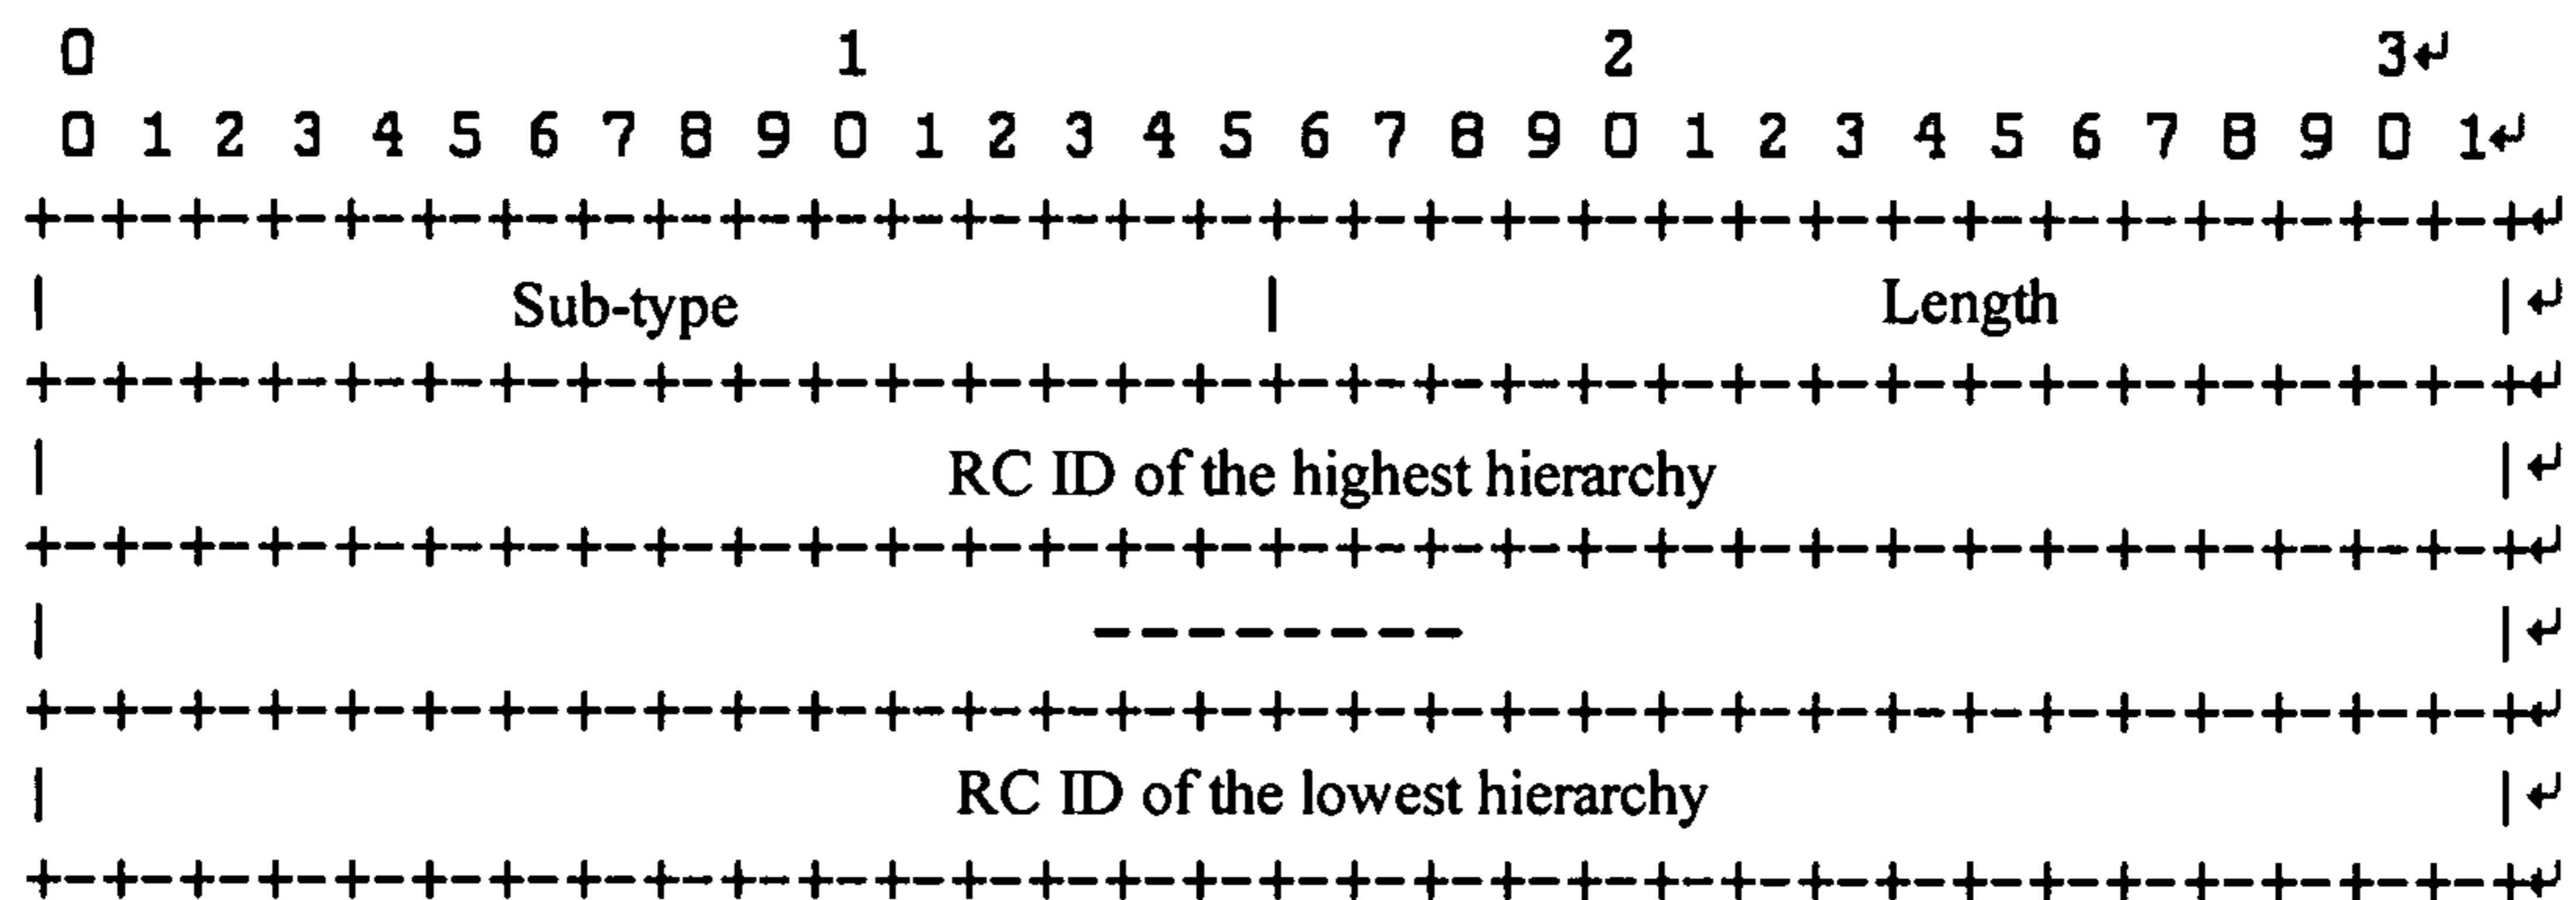 0 1 2 3↵
0 1 2 3 4 5 6 7 8 9 0 1 2 3 4 5 6 7 8 9 0 1 2 3 4 5 6 7 8 9 0 1↵
+-+-+-+-+-+-+-+-+-+-+-+-+-+-+-+-+-+-+-+-+-+-+-+-+-+-+-+-+-+-+-+-+↵
| Sub-type | Length |↵
+-+-+-+-+-+-+-+-+-+-+-+-+-+-+-+-+-+-+-+-+-+-+-+-+-+-+-+-+-+-+-+-+↵
| RC ID of the highest hierarchy |↵
+-+-+-+-+-+-+-+-+-+-+-+-+-+-+-+-+-+-+-+-+-+-+-+-+-+-+-+-+-+-+-+-+↵
| -------- |↵
+-+-+-+-+-+-+-+-+-+-+-+-+-+-+-+-+-+-+-+-+-+-+-+-+-+-+-+-+-+-+-+-+↵
| RC ID of the lowest hierarchy |↵
+-+-+-+-+-+-+-+-+-+-+-+-+-+-+-+-+-+-+-+-+-+-+-+-+-+-+-+-+-+-+-+-+↵